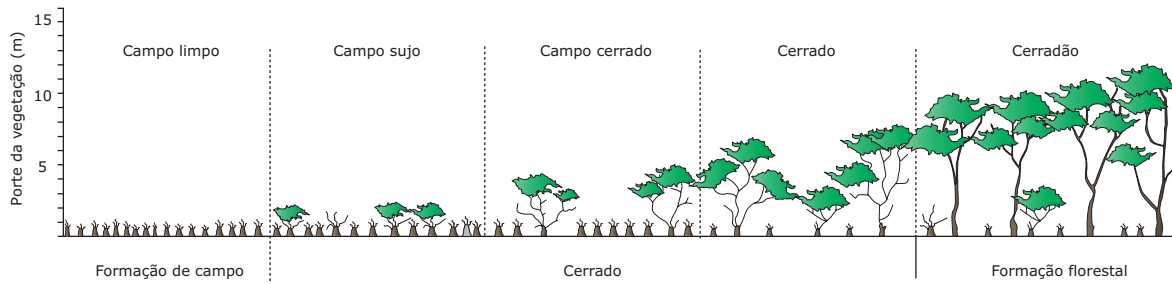 Porte da vegetação (m)
15
10
5
Campo limpo
Campo sujo
Campo cerrado
Cerrado
Cerradão
Formação de campo
Cerrado
Formação florestal